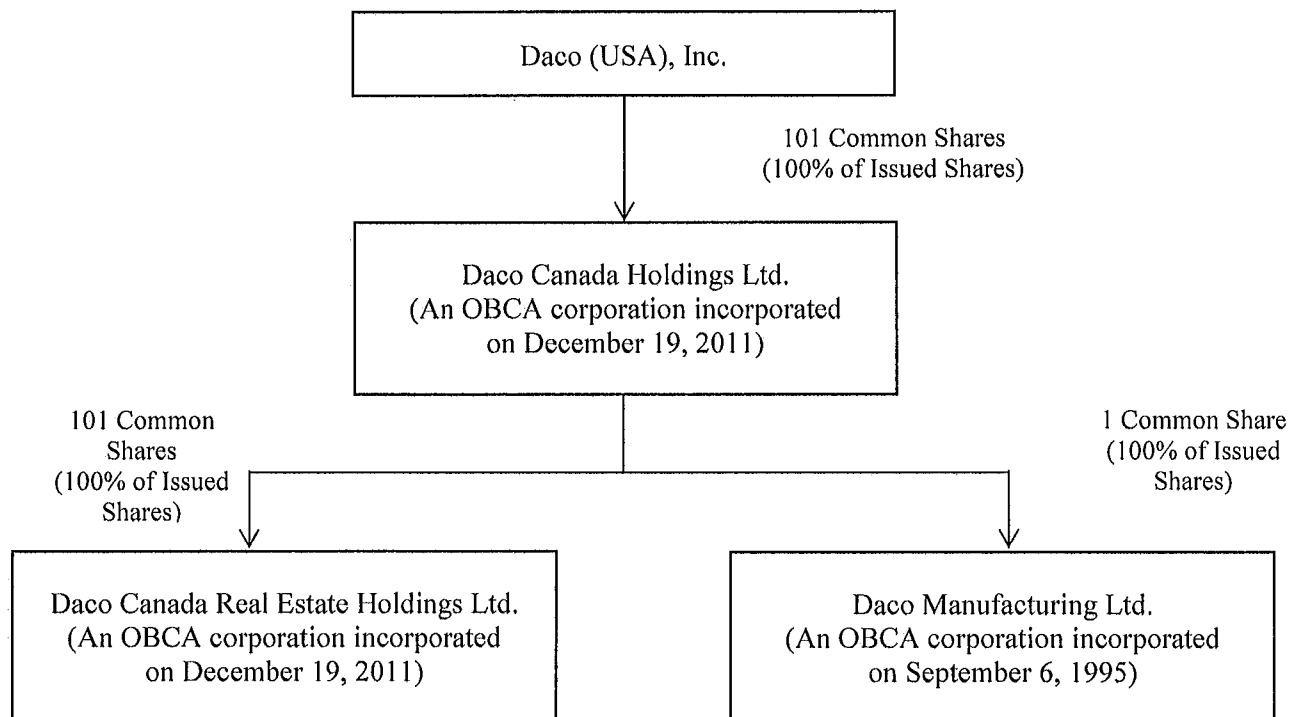 Daco (USA), Inc.
101 Common Shares
(100% of Issued Shares)
Daco Canada Holdings Ltd.
(An OBCA corporation incorporated
on December 19, 2011)
101 Common
Shares
(100% of Issued
Shares)
1 Common Share
(100% of Issued
Shares)
Daco Canada Real Estate Holdings Ltd.
(An OBCA corporation incorporated
on December 19, 2011)
Daco Manufacturing Ltd.
(An OBCA corporation incorporated
on September 6, 1995)